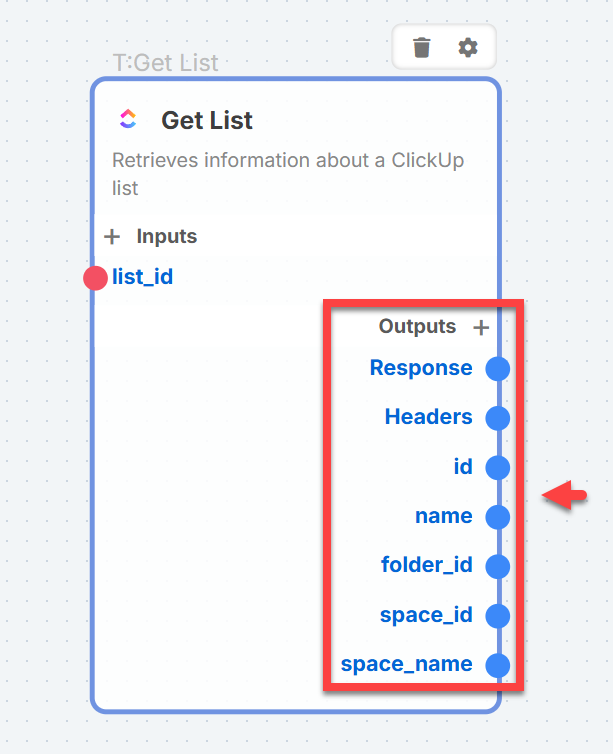 T:Get List
Get List
Retrieves information about a ClickUp
list
+ Inputs
list_id
Outputs +
Response
Headers
id
name
folder_id
space_id
space_name